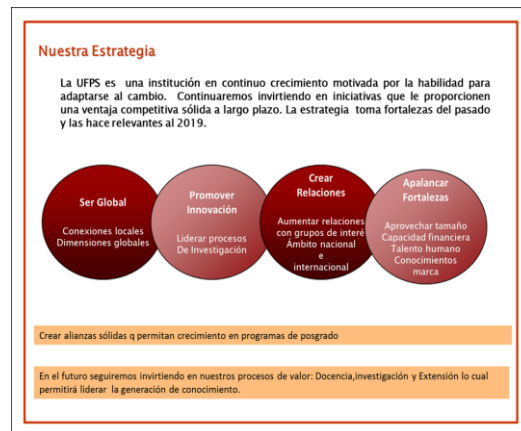 Nuestra Estrategia
La UFPS es una institución en continuo crecimiento motivada por la habilidad para
adaptarse al cambio. Continuaremos invirtiendo en iniciativas que le proporcionen
una ventaja competitiva sólida a largo plazo. La estrategia toma fortalezas del pasado
y las hace relevantes al 2019.
Ser Global
Conexiones locales
Dimensiones globales
Promover
Innovación
Liderar procesos
De Investigación
Crear
Relaciones
Aumentar relaciones
con grupos de interé
Ámbito nacional
e
internacional
Apalancar
Fortalezas
Aprovechar tamaño
Capacidad financiera
Talento humano
Conocimientos
marca
Crear alianzas sólidas q permitan crecimiento en programas de posgrado
En el futuro seguiremos invirtiendo en nuestros procesos de valor: Docencia,investigación y Extensión lo cual
permitirá liderar la generación de conocimiento.